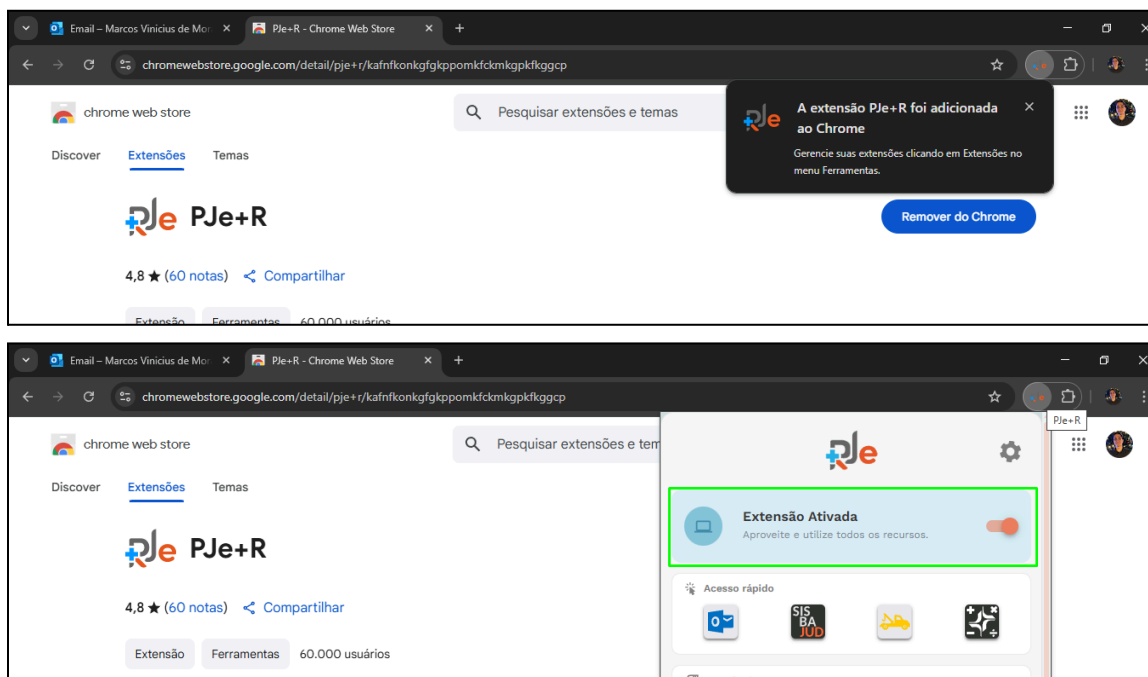 Email – Marcos Vinicius de Mor
PJe+R - Chrome Web Store
chromewebstore.google.com/detail/pje+r/kafnfkonkgfgkppomkfckmkgpkfkggcp
chrome web store
Pesquisar extensões e temas
PJe
A extensão PJe+R foi adicionada
ao Chrome
Gerencie suas extensões clicando em Extensões no
menu Ferramentas.
Discover Extensões Temas
PJe PJe+R
Remover do Chrome
4,8 ★ (60 notas) Compartilhar
Extensão Ferramentas 60.000 usuários
Email – Marcos Vinicius de Mor
PJe+R - Chrome Web Store
chromewebstore.google.com/detail/pje+r/kafnfkonkgfgkppomkfckmkgpkfkggcp
PJe+R
chrome web store
Pesquisar extensões e tem
PJe
Discover Extensões Temas
Extensão Ativada
Aproveite e utilize todos os recursos.
PJe PJe+R
Acesso rápido
4,8 ★ (60 notas) Compartilhar
SIS
BA
JUD
Extensão Ferramentas 60.000 usuários